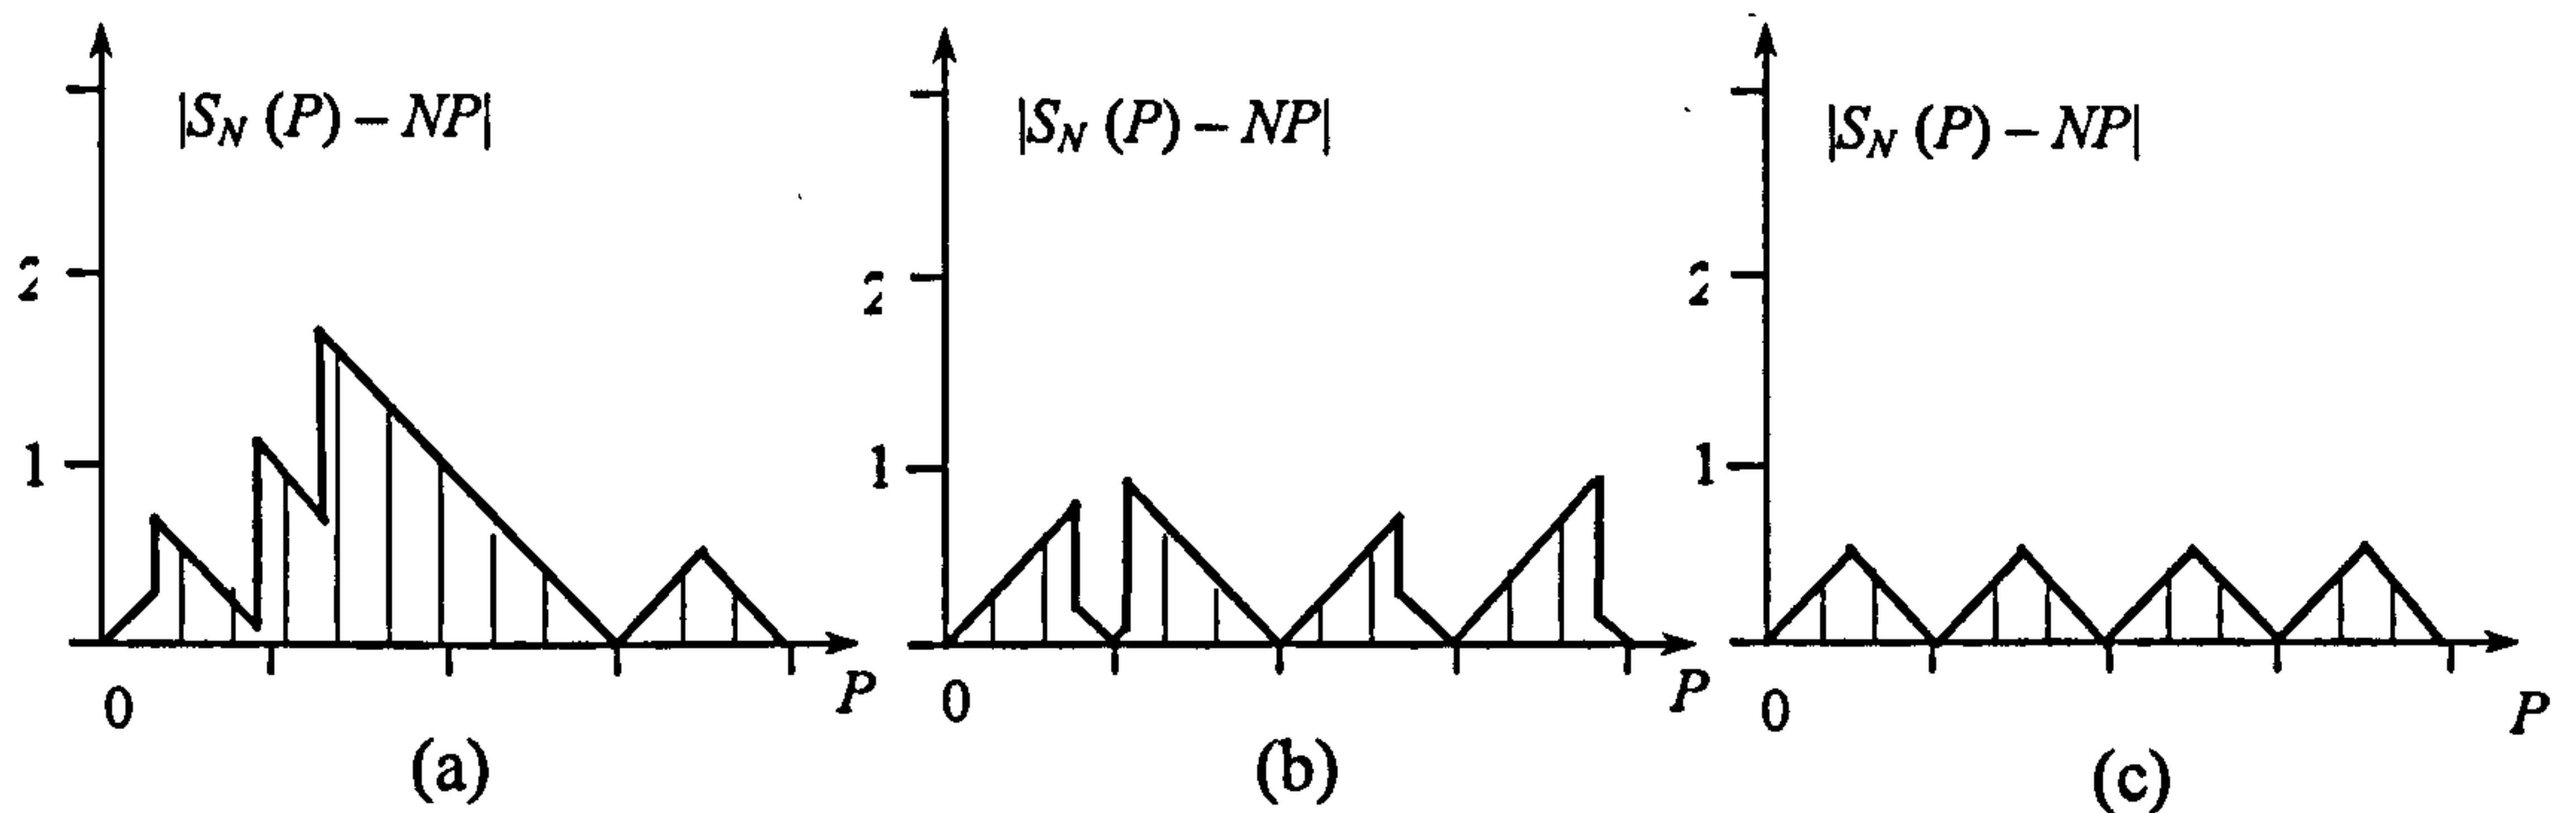 |S_N (P) – NP|
2
1
0
P
(a)
|S_N (P) – NP|
2
1
0
P
(b)
|S_N (P) – NP|
2
1
0
P
(c)